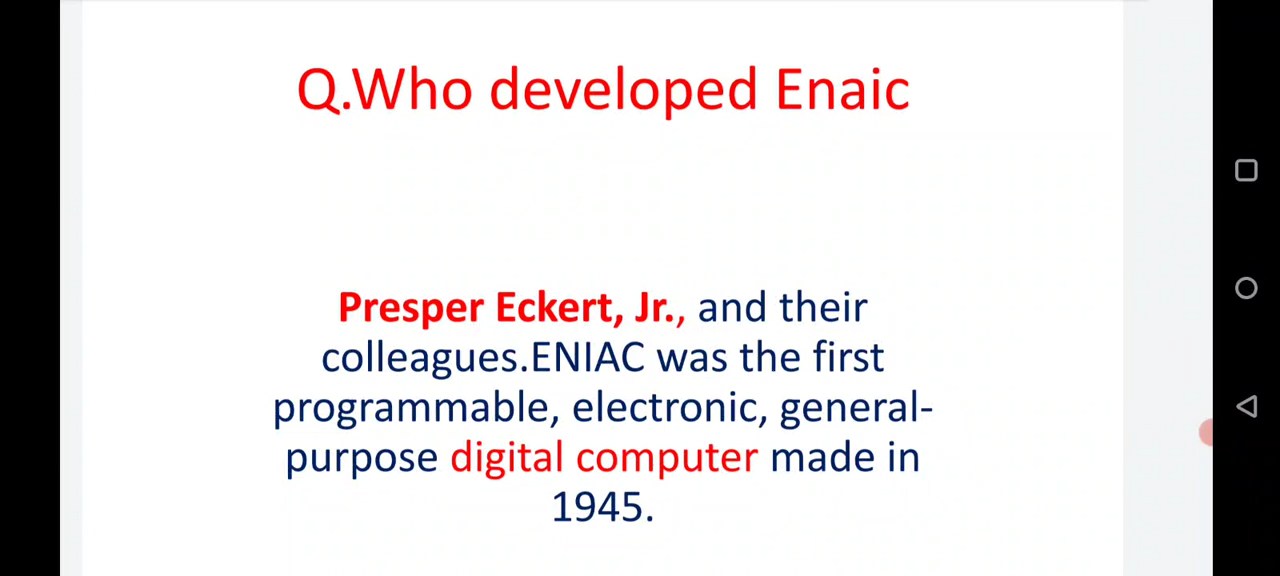 Q.Who developed Enaic
Presper Eckert, Jr., and their
colleagues.ENIAC was the first
programmable, electronic, general-
purpose digital computer made in
1945.